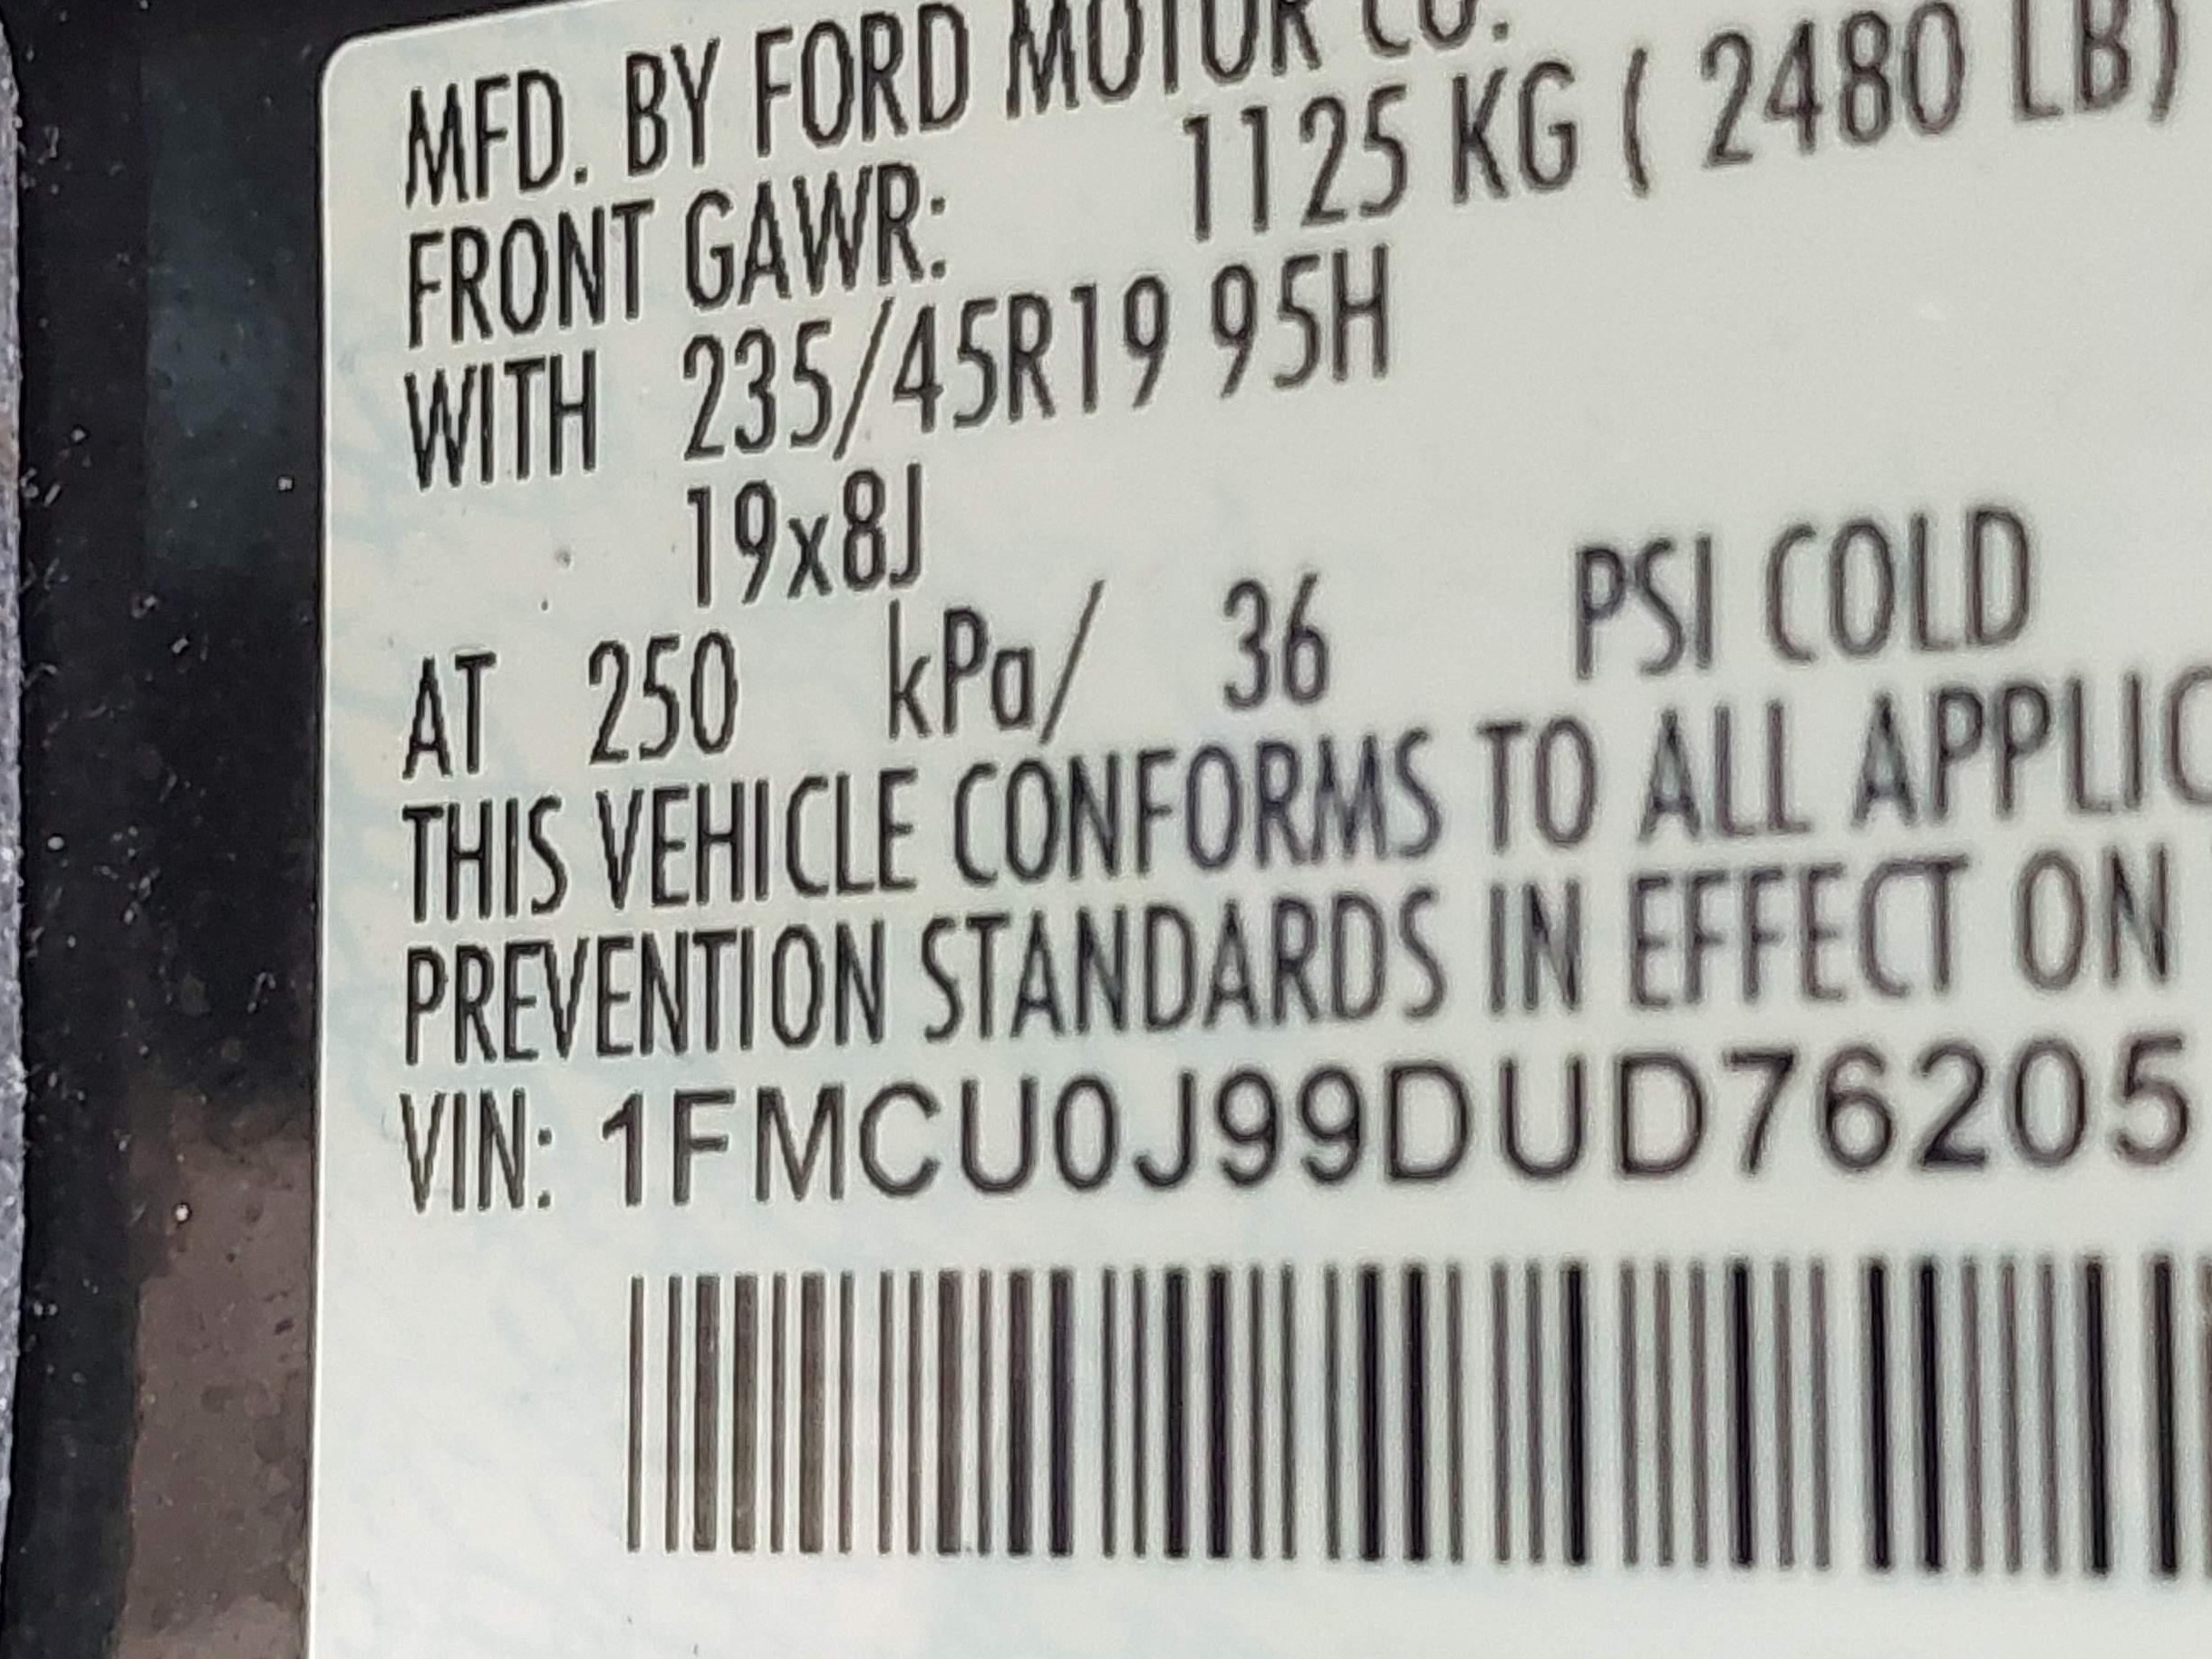 MFD. BY FORD MOTOR CO.
FRONT GAWR: 1125 KG ( 2480 LB)
WITH 235/45R19 95H
19x8J
AT 250 kPa/ 36 PSI COLD
THIS VEHICLE CONFORMS TO ALL APPLIC
PREVENTION STANDARDS IN EFFECT ON
VIN: 1FMCU0J99DUD76205